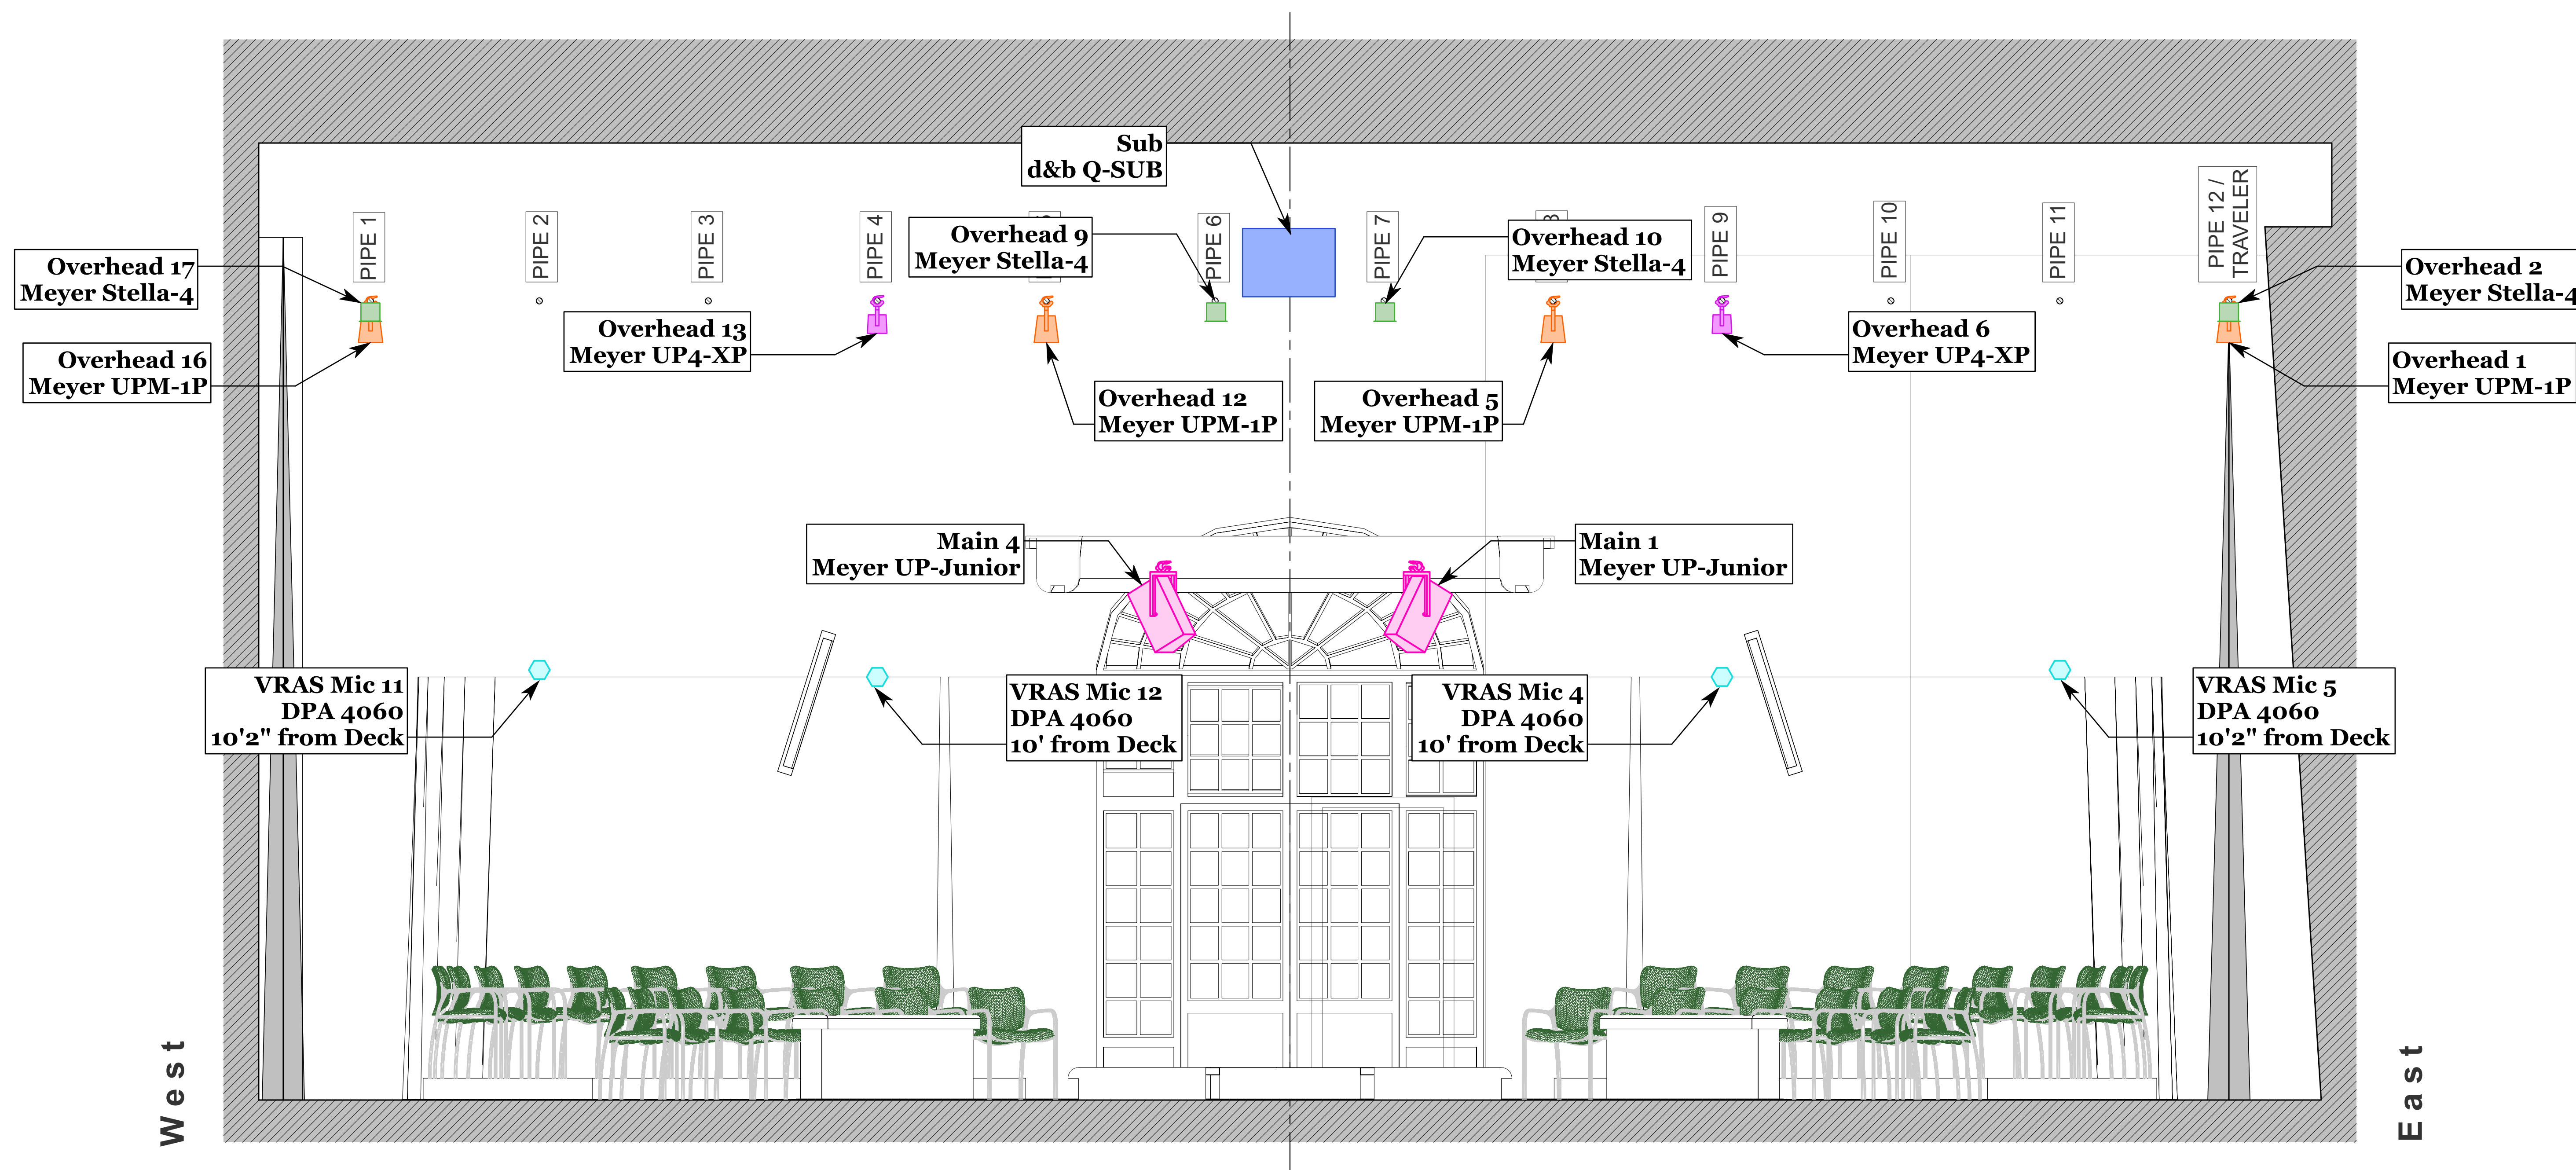 Sub
d&b Q-SUB
PIPE 1
PIPE 2
PIPE 3
PIPE 4
PIPE 6
PIPE 7
8
PIPE 9
PIPE 10
PIPE 11
PIPE 12 /
TRAVELER
Overhead 17
Meyer Stella-4
Overhead 9
Meyer Stella-4
Overhead 10
Meyer Stella-4
Overhead 2
Meyer Stella-4
Overhead 16
Meyer UPM-1P
Overhead 13
Meyer UP4-XP
Overhead 12
Meyer UPM-1P
Overhead 5
Meyer UPM-1P
Overhead 6
Meyer UP4-XP
Overhead 1
Meyer UPM-1P
Main 4
Meyer UP-Junior
Main 1
Meyer UP-Junior
VRAS Mic 11
DPA 4060
10'2" from Deck
VRAS Mic 12
DPA 4060
10' from Deck
VRAS Mic 4
DPA 4060
10' from Deck
VRAS Mic 5
DPA 4060
10'2" from Deck
West
East